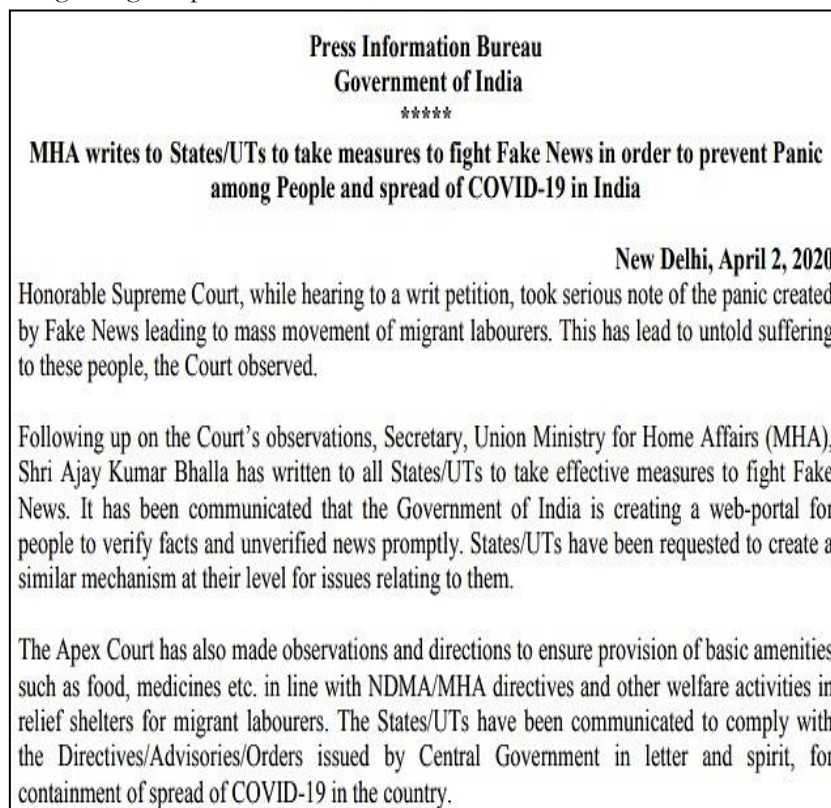 Press Information Bureau
Government of India
*****
MHA writes to States/UTs to take measures to fight Fake News in order to prevent Panic
among People and spread of COVID-19 in India
New Delhi, April 2, 2020
Honorable Supreme Court, while hearing to a writ petition, took serious note of the panic created
by Fake News leading to mass movement of migrant labourers. This has lead to untold suffering
to these people, the Court observed.
Following up on the Court's observations, Secretary, Union Ministry for Home Affairs (MHA),
Shri Ajay Kumar Bhalla has written to all States/UTs to take effective measures to fight Fake
News. It has been communicated that the Government of India is creating a web-portal for
people to verify facts and unverified news promptly. States/UTs have been requested to create a
similar mechanism at their level for issues relating to them.
The Apex Court has also made observations and directions to ensure provision of basic amenities
such as food, medicines etc. in line with NDMA/MHA directives and other welfare activities in
relief shelters for migrant labourers. The States/UTs have been communicated to comply with
the Directives/Advisories/Orders issued by Central Government in letter and spirit, for
containment of spread of COVID-19 in the country.